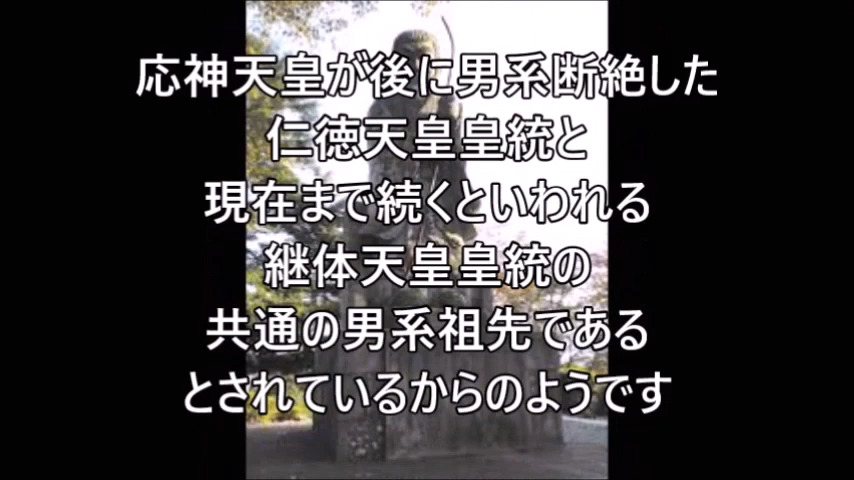 応神天皇が後に男系断絶した
仁徳天皇皇統と
現在まで続くといわれる
継体天皇皇統の
共通の男系祖先である
とされているからのようです